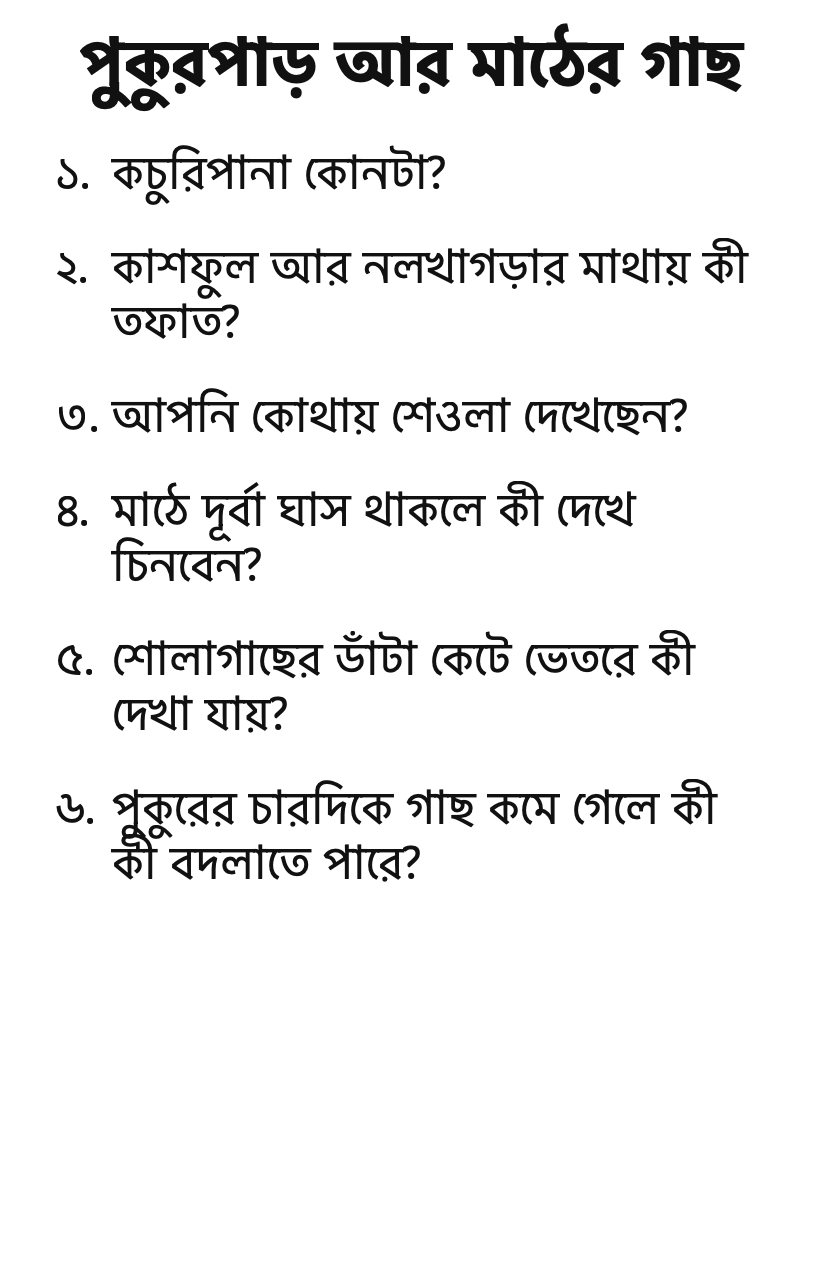 পুকুরপাড় আর মাঠের গাছ
১. কচুরিপানা কোনটা?
২. কাশফুল আর নলখাগড়ার মাথায় কী
তফাত?
৩. আপনি কোথায় শেওলা দেখেছেন?
৪. মাঠে দূর্বা ঘাস থাকলে কী দেখে
চিনবেন?
৫. শোলাগাছের ডাঁটা কেটে ভেতরে কী
দেখা যায়?
৬. পুকুরের চারদিকে গাছ কমে গেলে কী
কী বদলাতে পারে?